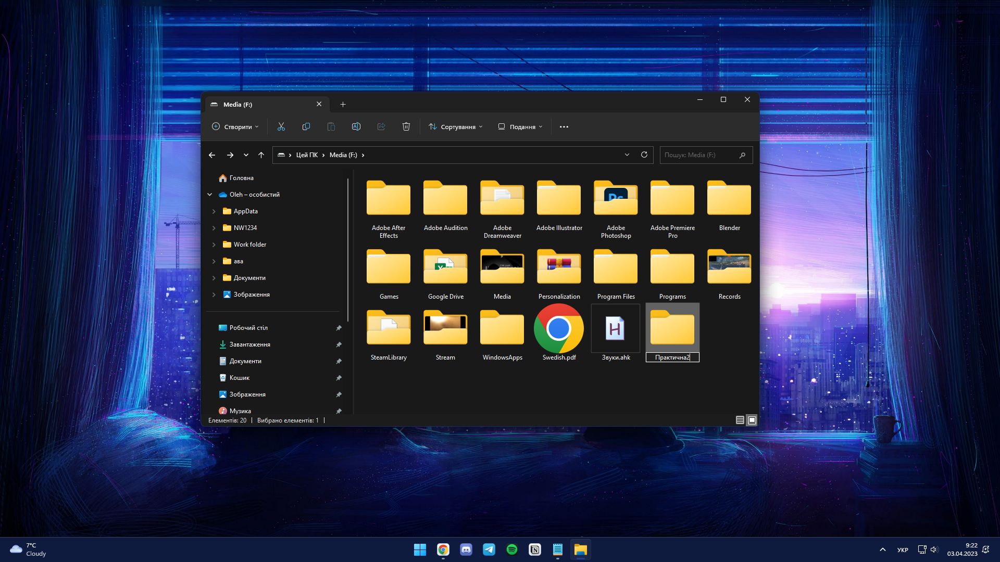 Media (F:)
Створити
Сортування
Подання
Цей ПК
Media (F:)
Пошук: Media (F:)
Головна
Oleh – особистий
AppData
NW1234
Work folder
ава
Документи
Зображення
Робочий стіл
Завантаження
Документи
Кошик
Зображення
Музика
Adobe After
Effects
Adobe Audition
Adobe
Dreamweaver
Adobe Illustrator
Adobe
Photoshop
Adobe Premiere
Pro
Blender
Games
Google Drive
Media
Personalization
Program Files
Programs
Records
SteamLibrary
Stream
WindowsApps
Swedish.pdf
Звуки.ahk
Практична2
Елементів: 20
Вибрано елементів: 1
7°C
Cloudy
УКР
9:22
03.04.2023